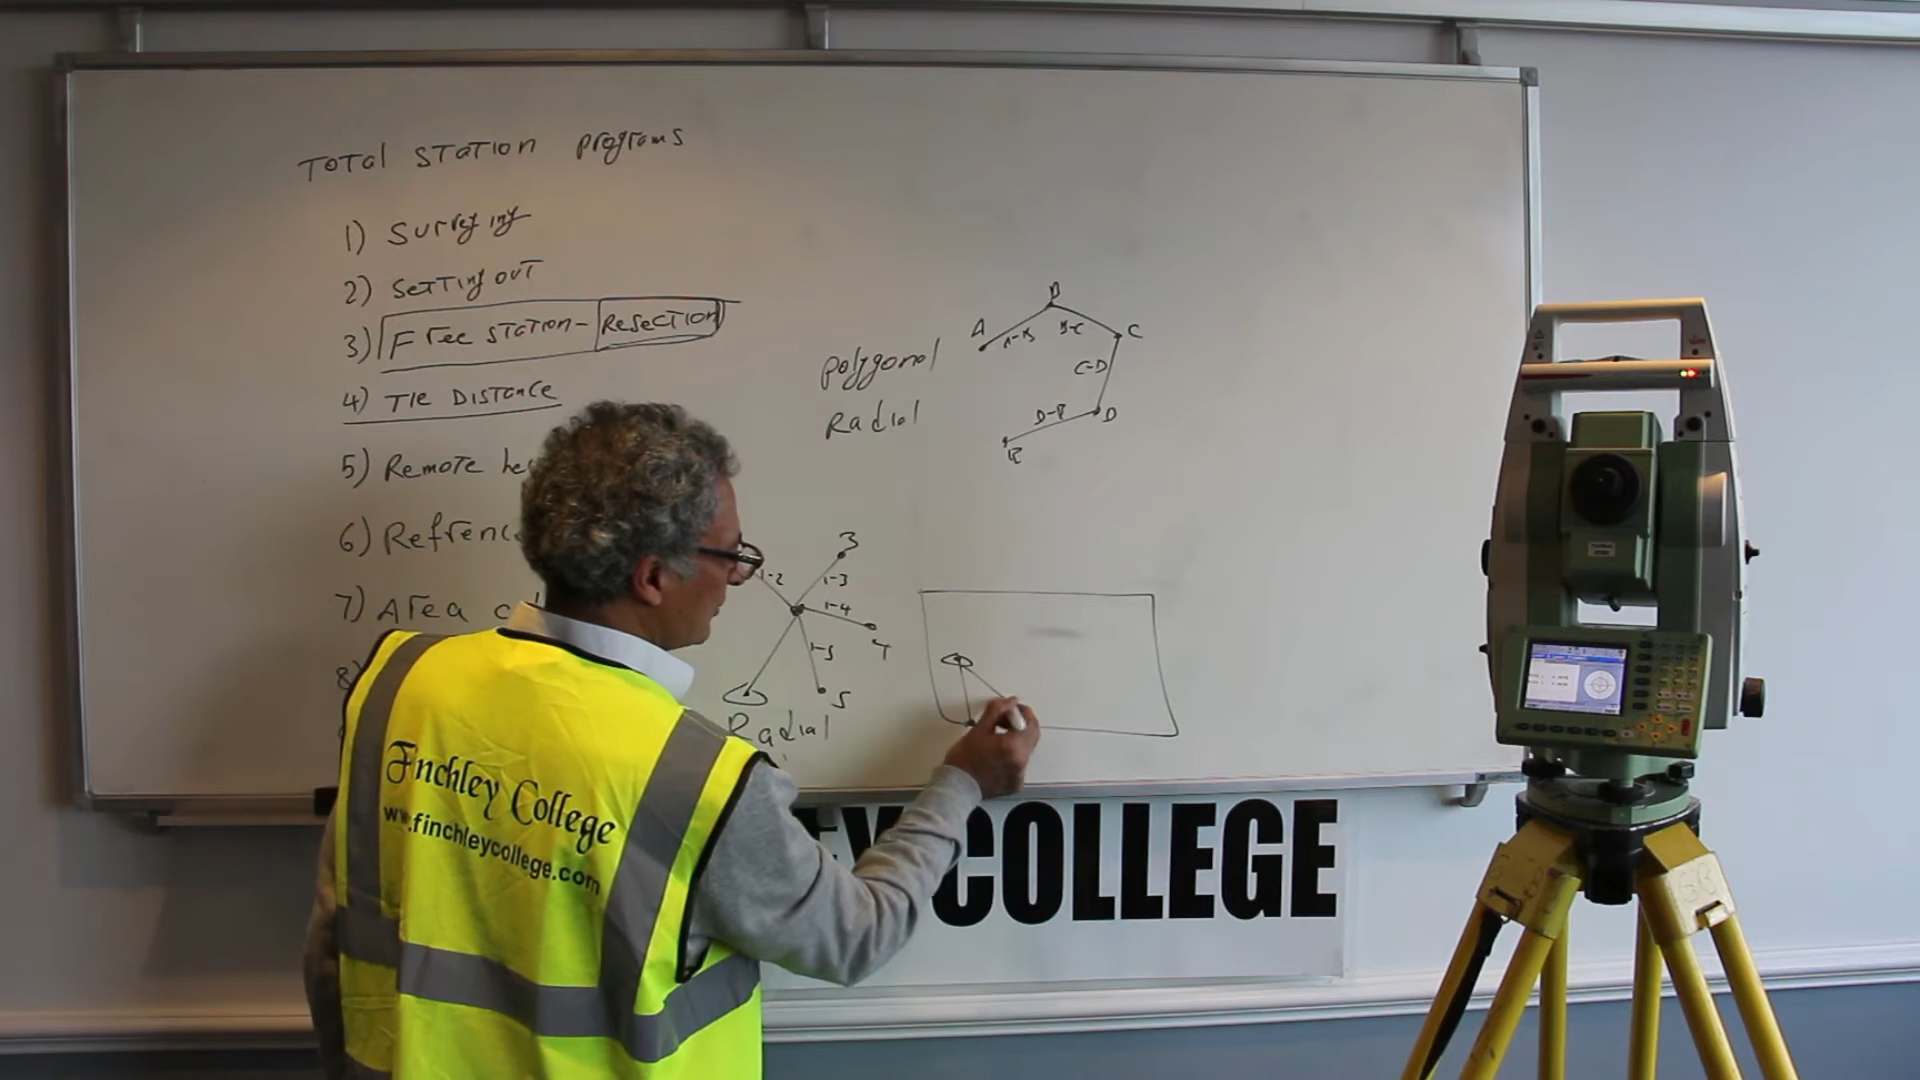 TOTAL STATION Programs
1) Surveying
2) Setting out
3) Free Station - Resection
4) Tie Distance
5) Remote
6) Refrence
7) Area
Polygonal
Radial
A
B
C
A-B
B-C
C-D
D-E
D
E
3
1-2
1-3
1-4
4
1-5
5
Radial
Finchley College
www.finchleycollege.com
COLLEGE